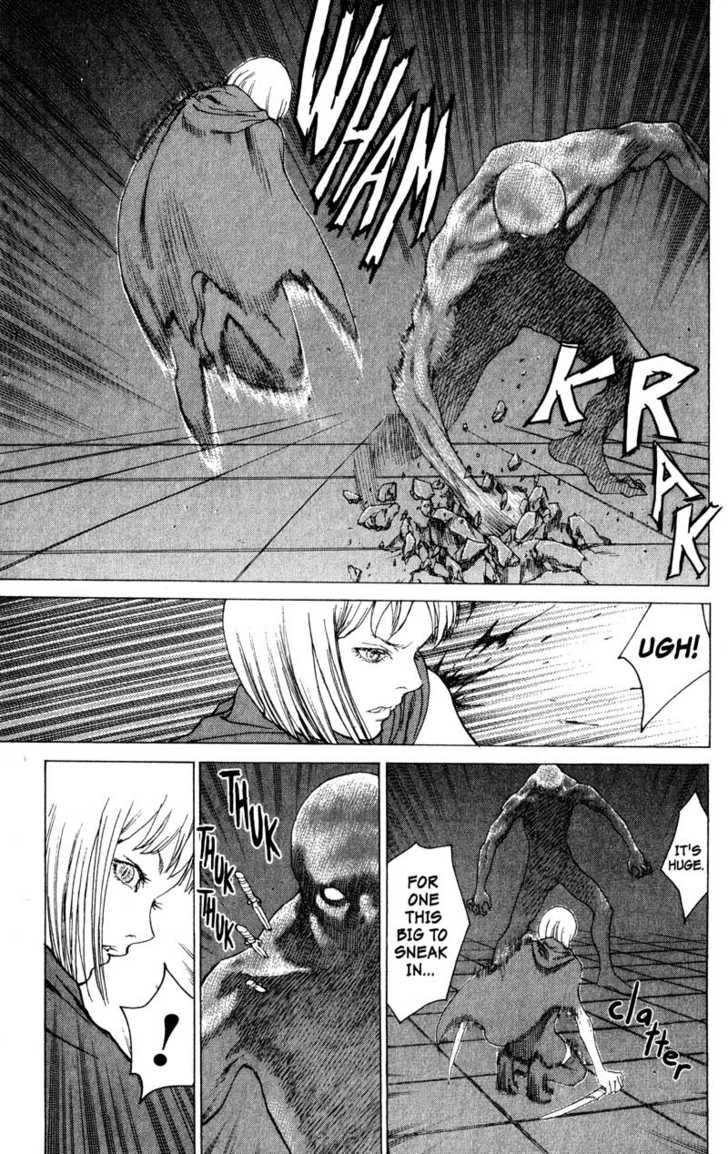 WHAM
KRAK
UGH!
IT'S
HUGE.
FOR
ONE THIS
BIG TO
SNEAK
IN...
clatter
THUK
THUK
THUK
!